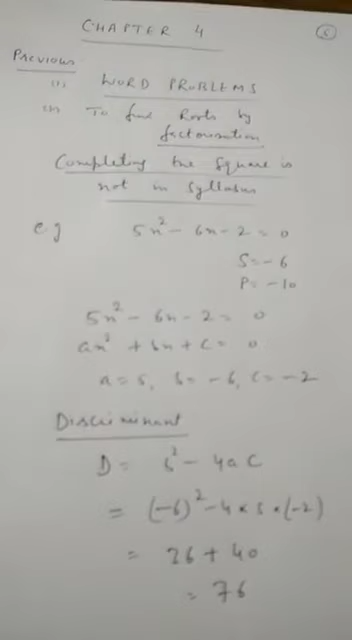 CHAPTER 4
5
PREVIOUS
(i) WORD PROBLEMS
(ii) To find Roots by
factorisation
Completing the Square is
not in syllabus
eg 5x² - 6x - 2 = 0
S = -6
P = -10
5x² - 6x - 2 = 0
ax² + bx + c = 0
a = 5, b = -6, c = -2
Discriminant
D = b² - 4ac
= (-6)² - 4 × 5 × (-2)
= 36 + 40
= 76